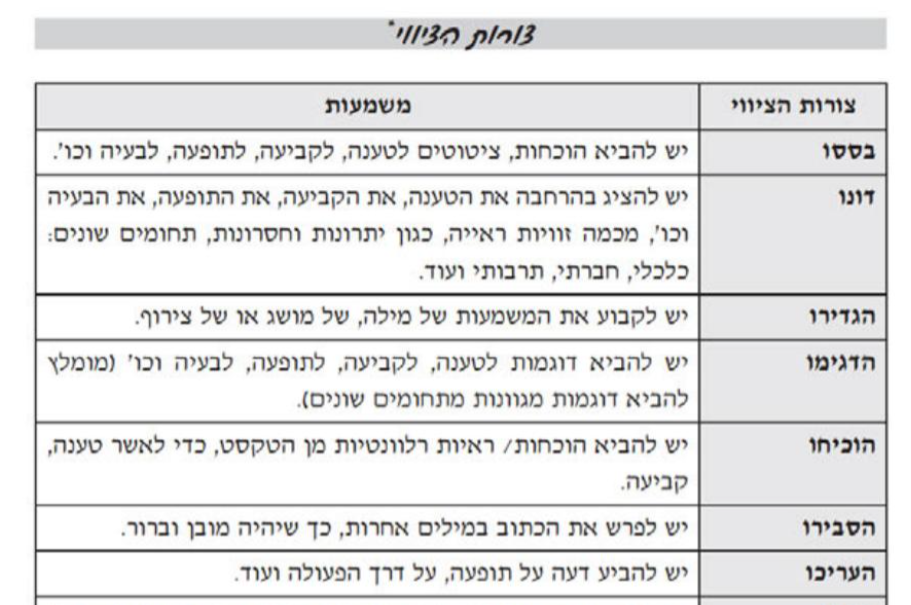 צורות הציווי*
צורות הציווי משמעות
בססו יש להביא הוכחות, ציטוטים לטענה, לקביעה, לתופעה, לבעיה וכו'.
דונו יש להציג בהרחבה את הטענה, את הקביעה, את התופעה, את הבעיה
וכו', מכמה זוויות ראייה, כגון יתרונות וחסרונות, תחומים שונים:
כלכלי, חברתי, תרבותי ועוד.
הגדירו יש לקבוע את המשמעות של מילה, של מושג או של צירוף.
הדגימו יש להביא דוגמות לטענה, לקביעה, לתופעה, לבעיה וכו' (מומלץ
להביא דוגמות מגוונות מתחומים שונים).
הוכיחו יש להביא הוכחות/ ראיות רלוונטיות מן הטקסט, כדי לאשר טענה,
קביעה.
הסבירו יש לפרש את הכתוב במילים אחרות, כך שיהיה מובן וברור.
העריכו יש להביע דעה על תופעה, על דרך הפעולה ועוד.